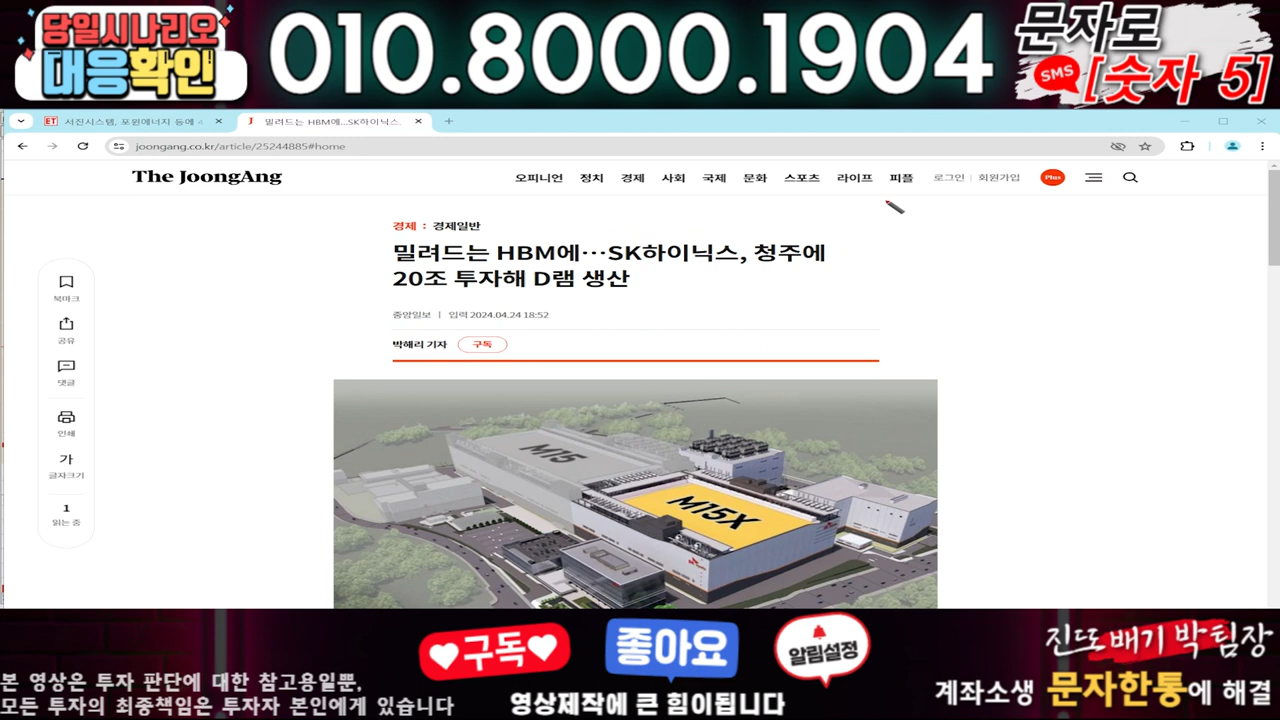 당일시나리오
대응확인
010.8000.1904
문자로
SMS
[숫자 5]
ET 서진시스템, 포윈에너지 등에
J 밀려드는 HBM에...SK하이닉스,
joongang.co.kr/article/25244885#home
The JoongAng
오피니언 정치 경제 사회 국제 문화 스포츠 라이프 피플 로그인 | 회원가입 Plus
경제 : 경제일반
밀려드는 HBM에…SK하이닉스, 청주에
20조 투자해 D램 생산
중앙일보 | 입력 2024.04.24 18:52
박해리 기자 구독
북마크
공유
댓글
인쇄
가
글자크기
1
읽는 중
M15
M15X
구독
좋아요
알림설정
영상제작에 큰 힘이됩니다
본 영상은 투자 판단에 대한 참고용일뿐,
모든 투자의 최종책임은 투자자 본인에게 있습니다
진또배기 박팀장
계좌소생 문자한통에 해결